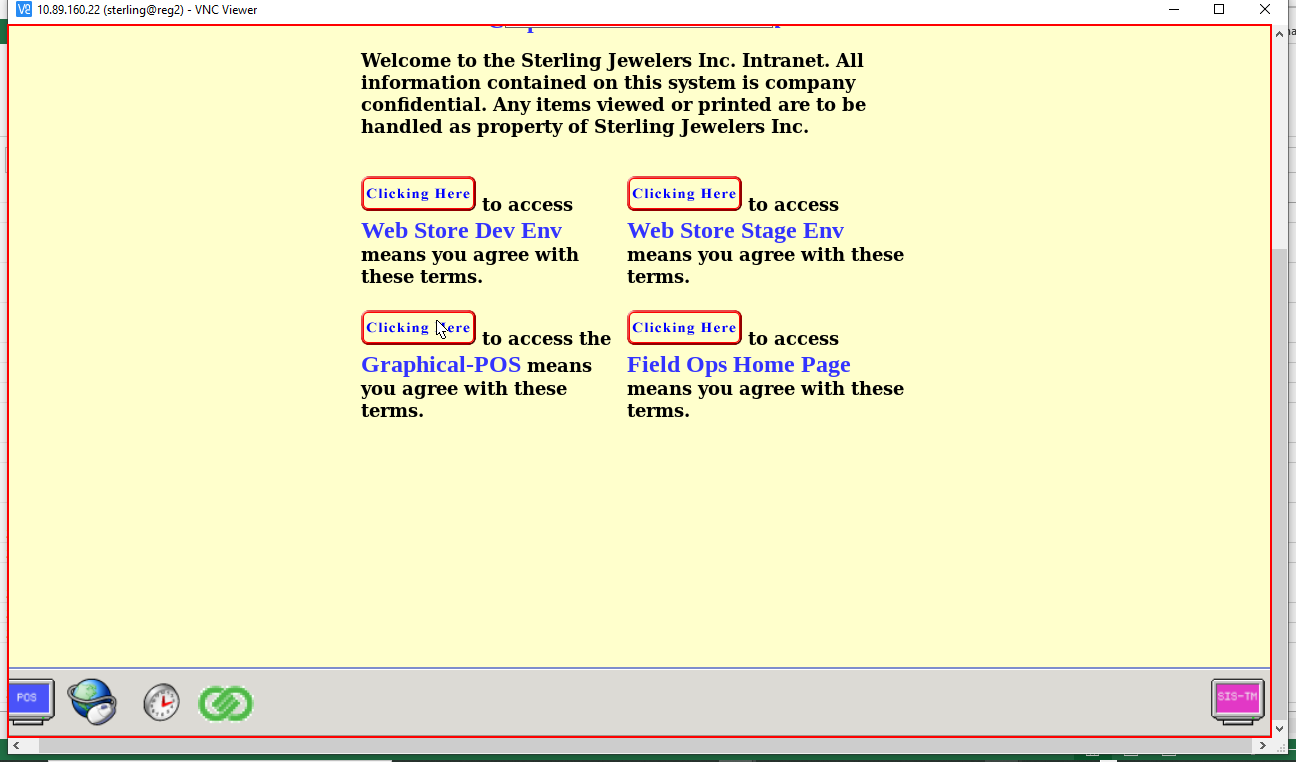 10.89.160.22 (sterling@reg2) - VNC Viewer
Welcome to the Sterling Jewelers Inc. Intranet. All
information contained on this system is company
confidential. Any items viewed or printed are to be
handled as property of Sterling Jewelers Inc.
Clicking Here to access
Web Store Dev Env
means you agree with
these terms.
Clicking Here to access
Web Store Stage Env
means you agree with these
terms.
Clicking Here to access the
Graphical-POS means
you agree with these
terms.
Clicking Here to access
Field Ops Home Page
means you agree with these
terms.
POS
SIS-TM